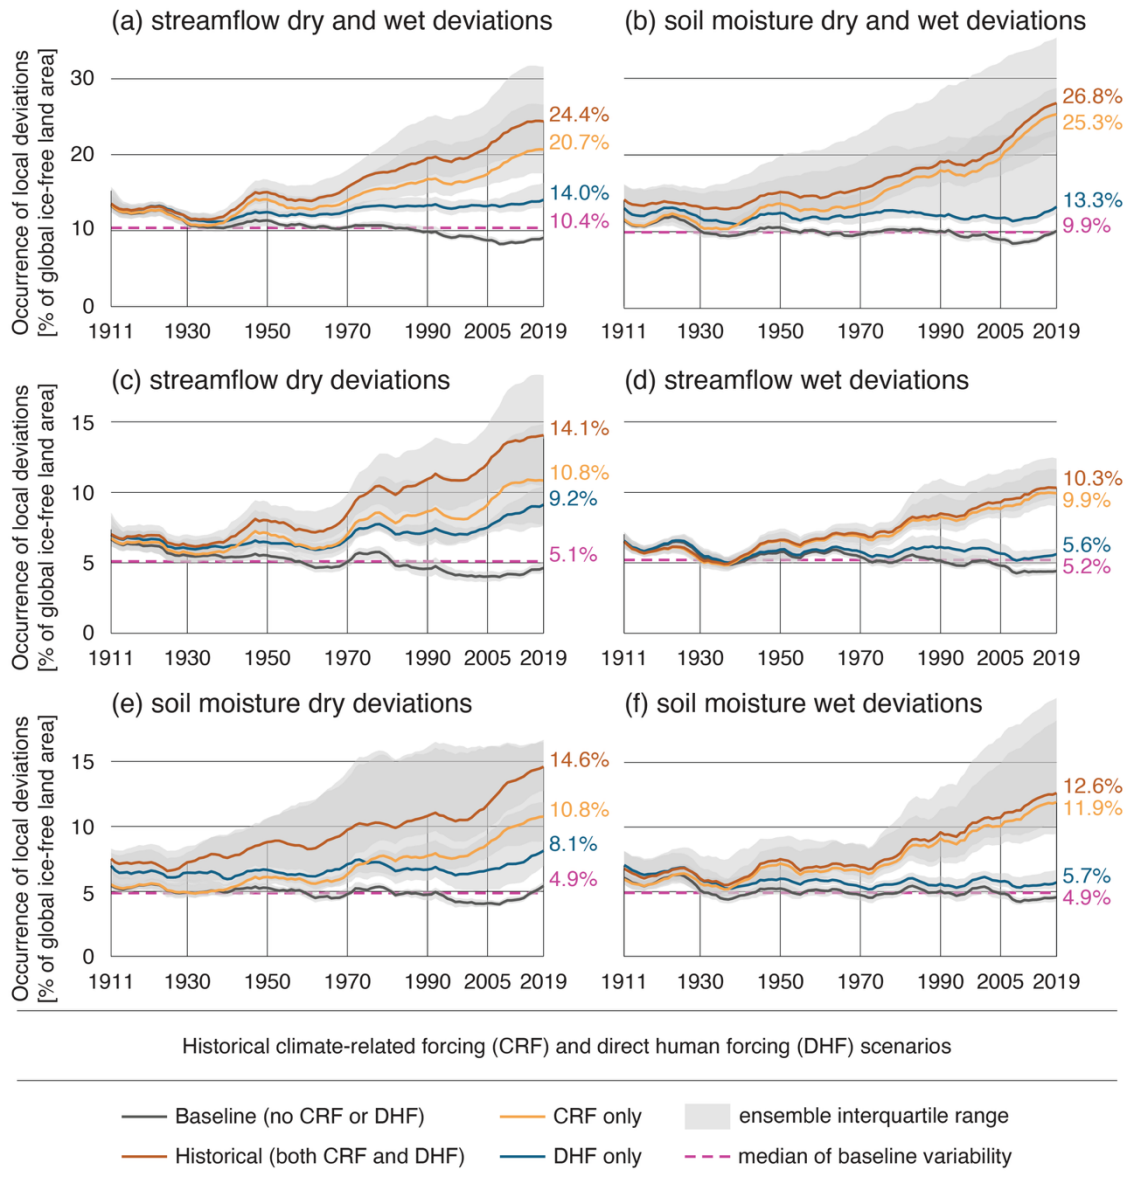 (a) streamflow dry and wet deviations
Occurrence of local deviations
[% of global ice-free land area]
30
20
10
0
1911 1930 1950 1970 1990 2005 2019
24.4%
20.7%
14.0%
10.4%
(b) soil moisture dry and wet deviations
1911 1930 1950 1970 1990 2005 2019
26.8%
25.3%
13.3%
9.9%
(c) streamflow dry deviations
Occurrence of local deviations
[% of global ice-free land area]
15
10
5
0
1911 1930 1950 1970 1990 2005 2019
14.1%
10.8%
9.2%
5.1%
(d) streamflow wet deviations
1911 1930 1950 1970 1990 2005 2019
10.3%
9.9%
5.6%
5.2%
(e) soil moisture dry deviations
Occurrence of local deviations
[% of global ice-free land area]
15
10
5
0
1911 1930 1950 1970 1990 2005 2019
14.6%
10.8%
8.1%
4.9%
(f) soil moisture wet deviations
1911 1930 1950 1970 1990 2005 2019
12.6%
11.9%
5.7%
4.9%
Historical climate-related forcing (CRF) and direct human forcing (DHF) scenarios
Baseline (no CRF or DHF)
CRF only
ensemble interquartile range
Historical (both CRF and DHF)
DHF only
median of baseline variability